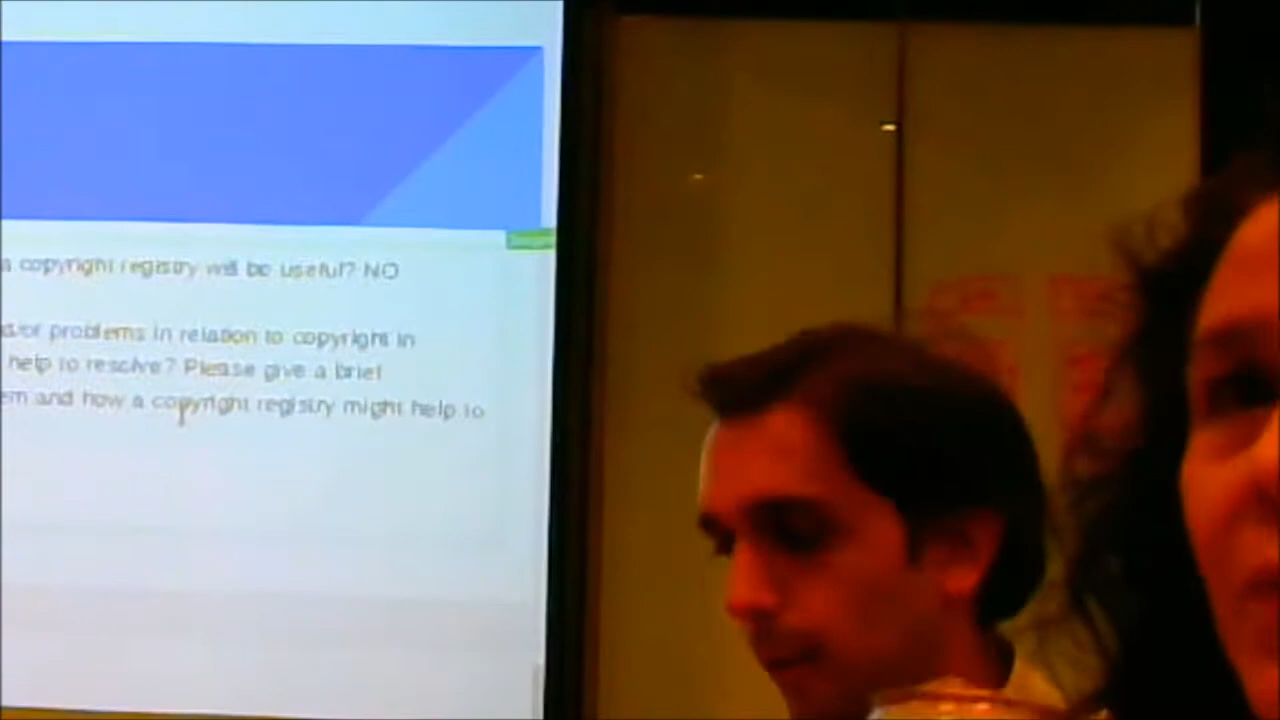 a copyright registry will be useful? NO
and/or problems in relation to copyright in
help to resolve? Please give a brief
em and how a copyright registry might help to